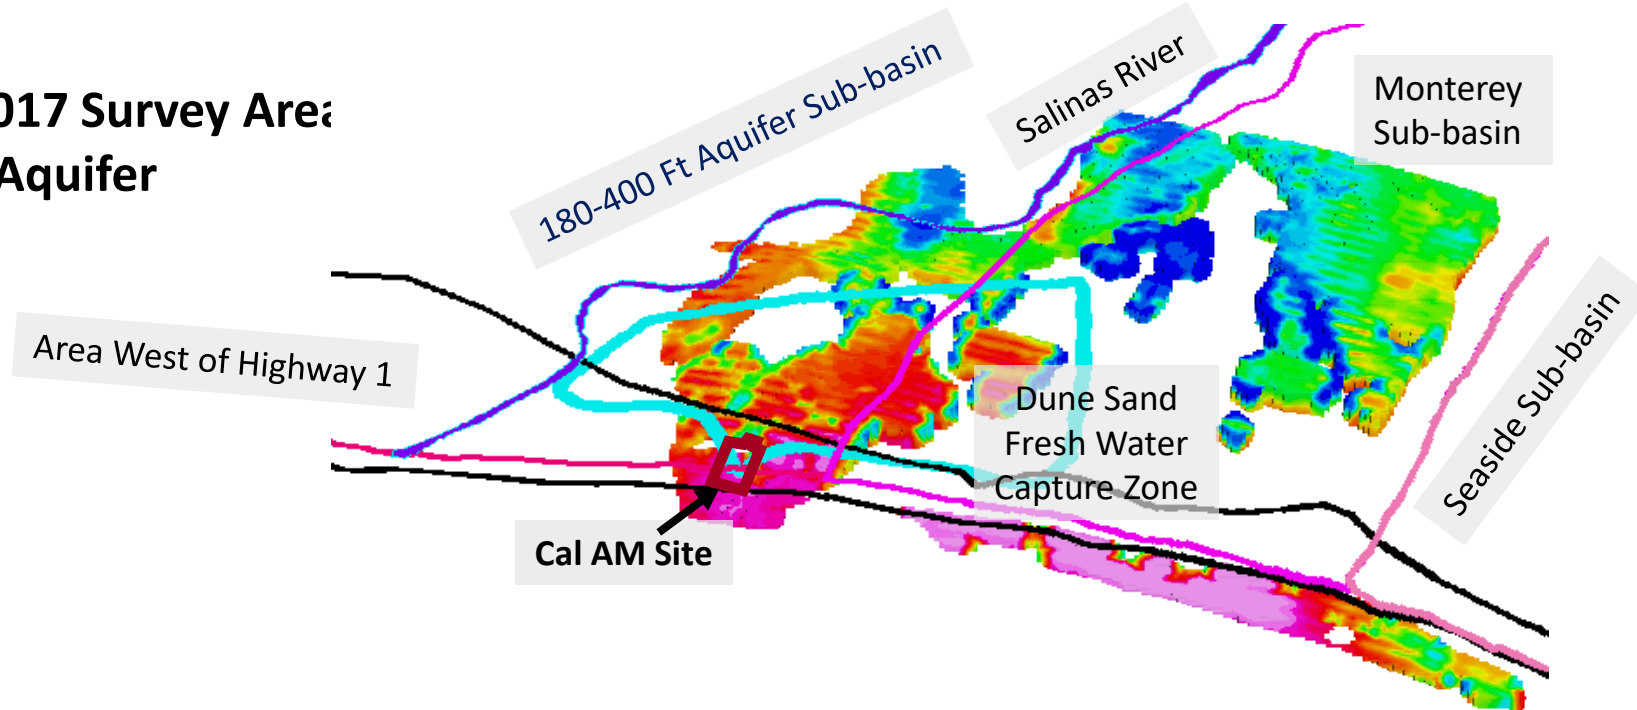 017 Survey Area
Aquifer
180-400 Ft Aquifer Sub-basin
Salinas River
Monterey
Sub-basin
Area West of Highway 1
Dune Sand
Fresh Water
Capture Zone
Seaside Sub-basin
Cal AM Site